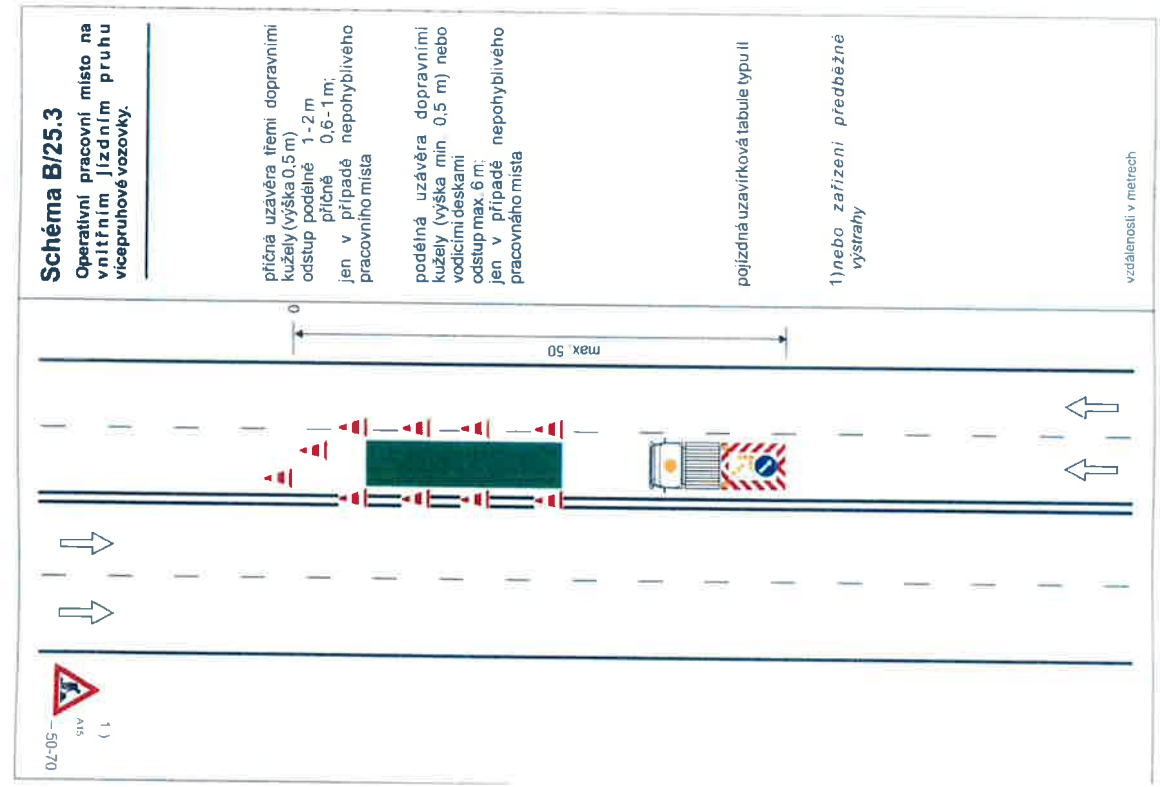 Schéma B/25.3
Operativní pracovní místo na
vnitřním jízdním pruhu
vícepruhové vozovky.
příčná uzávěra třemi dopravními
kužely (výška 0,5 m)
odstup podélné 1 - 2 m
příčně 0,6 - 1 m;
jen v případě nepohyblivého
pracovního místa
podélná uzávěra dopravními
kužely (výška min. 0,5 m) nebo
vodicími deskami
odstup max. 6 m;
jen v případě nepohyblivého
pracovnáho místa
pojízdná uzavírková tabule typu II
1) nebo zařízení předběžné
výstrahy
vzdálenosti v metrech
0
max. 50
A15
1 )
– 50-70